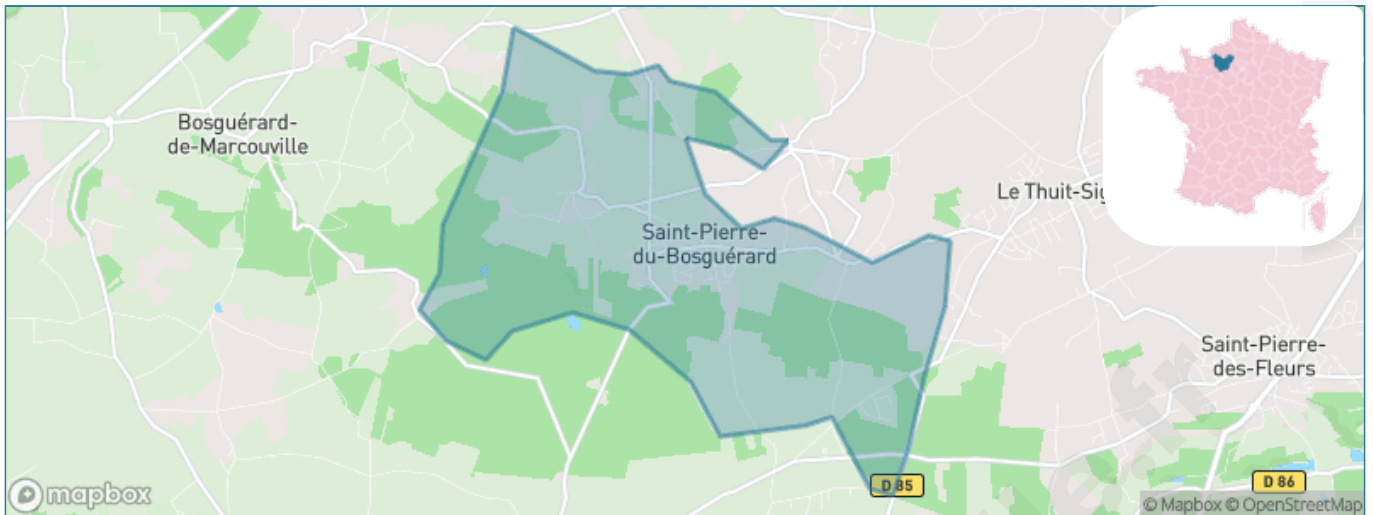 Bosguérard-
de-Marcouville
Le Thuit-Sig
Saint-Pierre-
du-Bosguérard
Saint-Pierre-
des-Fleurs
D 85
D 86
mapbox
© Mapbox © OpenStreetMap